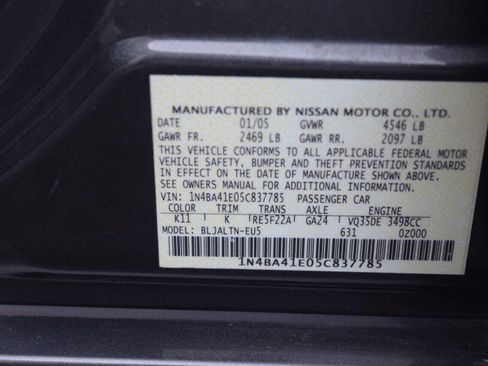 MANUFACTURED BY NISSAN MOTOR CO., LTD.
DATE 01/05 GVWR 4546 LB
GAWR FR. 2469 LB GAWR RR. 2097 LB
THIS VEHICLE CONFORMS TO ALL APPLICABLE FEDERAL MOTOR
VEHICLE SAFETY, BUMPER AND THEFT PREVENTION STANDARDS
IN EFFECT ON THE DATE OF MANUFACTURE SHOWN ABOVE.
SEE OWNERS MANUAL FOR ADDITIONAL INFORMATION.
VIN: 1N4BA41E05C837785 PASSENGER CAR
COLOR TRIM TRANS AXLE ENGINE
K11 K RE5F22A GA24 VQ35DE 3498CC
MODEL: BLJALTN-EU5 631 0Z000
1N4BA41E05C837785